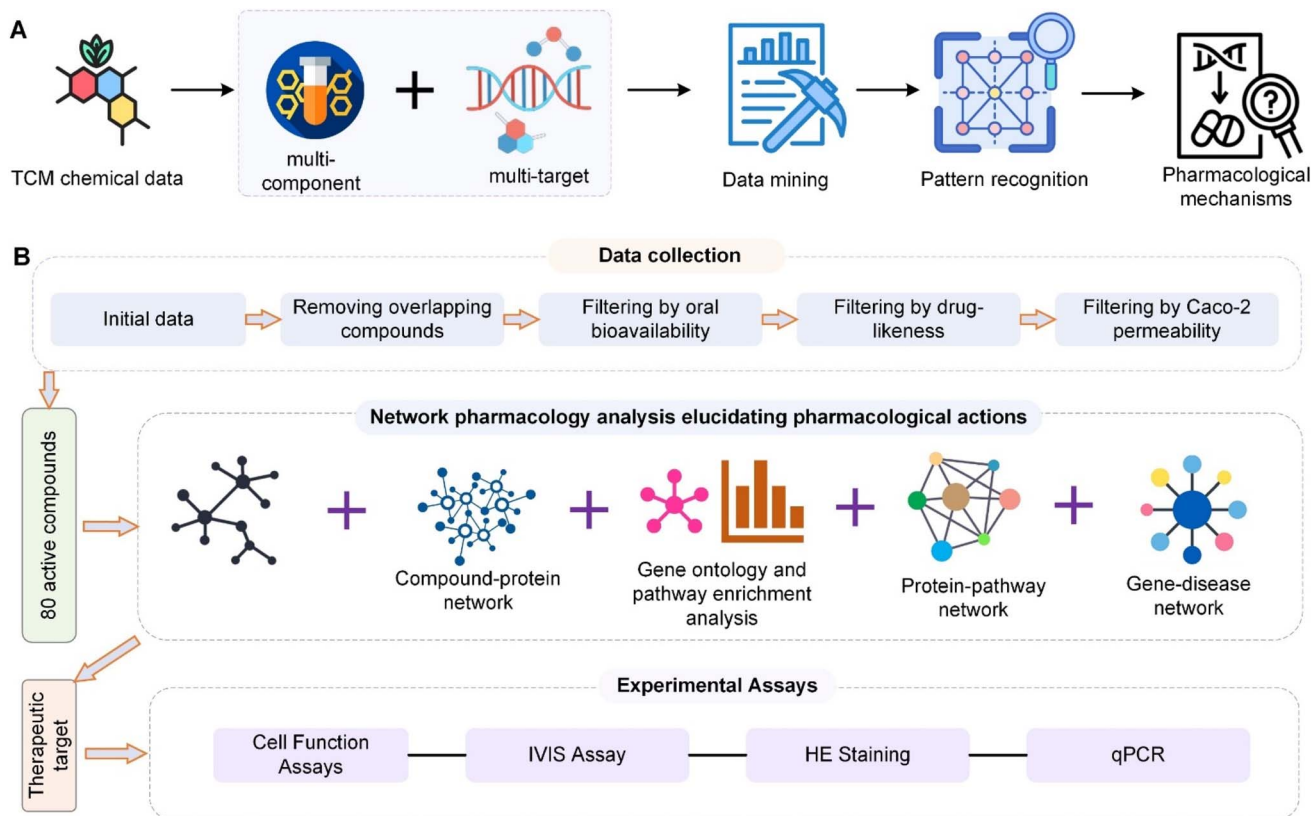 A
TCM chemical data
multi-
component
multi-target
Data mining
Pattern recognition
Pharmacological
mechanisms
?
B
Data collection
Initial data
Removing overlapping
compounds
Filtering by oral
bioavailability
Filtering by drug-
likeness
Filtering by Caco-2
permeability
80 active compounds
Network pharmacology analysis elucidating pharmacological actions
Compound-protein
network
Gene ontology and
pathway enrichment
analysis
Protein-pathway
network
Gene-disease
network
Therapeutic
target
Experimental Assays
Cell Function
Assays
IVIS Assay
HE Staining
qPCR